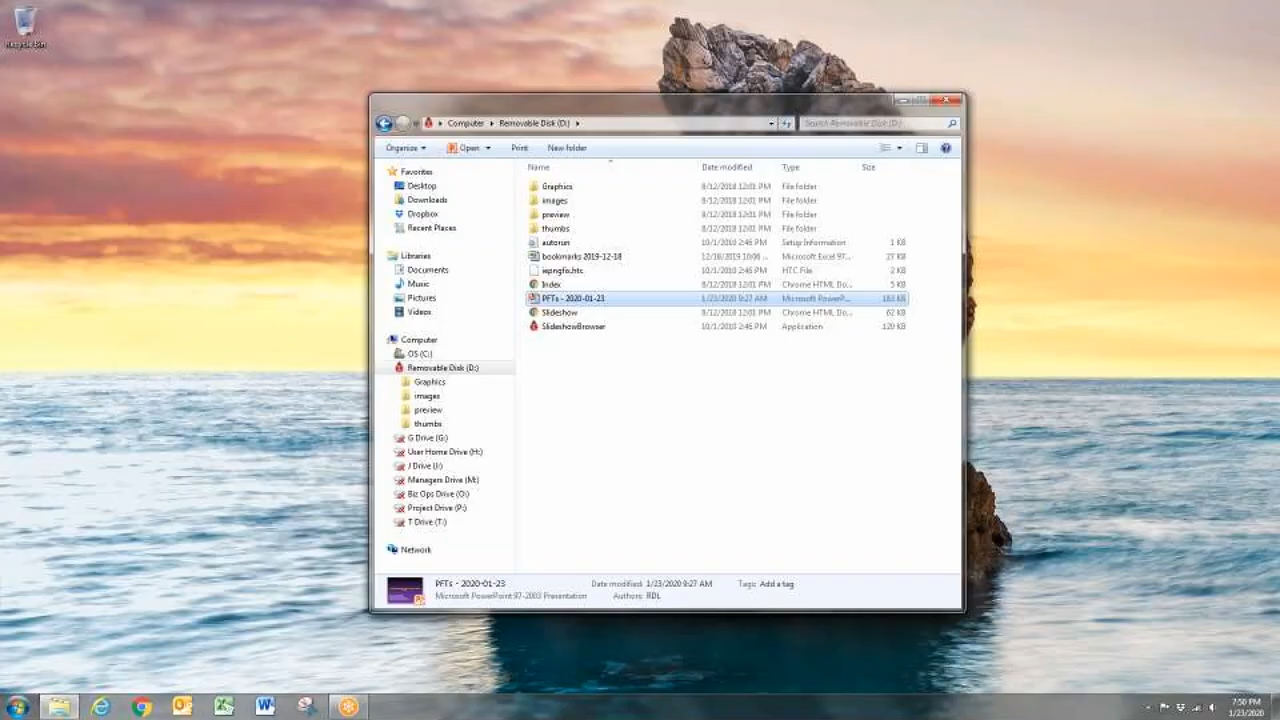 Recycle Bin
Computer Removable Disk (D:)
Search Removable Disk (D:)
Organize Open Print New folder
Name Date modified Type Size
Favorites
Desktop
Downloads
Dropbox
Recent Places
Libraries
Documents
Music
Pictures
Videos
Computer
OS (C:)
Removable Disk (D:)
Graphics
images
preview
thumbs
G Drive (G:)
User Home Drive (H:)
J Drive (J:)
Managers Drive (M:)
Biz Ops Drive (O:)
Project Drive (P:)
T Drive (T:)
Network
Graphics 8/12/2018 12:01 PM File folder
images 8/12/2018 12:01 PM File folder
preview 8/12/2018 12:01 PM File folder
thumbs 8/12/2018 12:01 PM File folder
autorun 10/1/2018 2:46 PM Setup Information 1 KB
bookmarks 2019-12-18 12/18/2019 10:06 ... Microsoft Excel 97... 27 KB
iepngfix.htc 10/1/2018 2:46 PM HTC File 2 KB
Index 8/12/2018 12:01 PM Chrome HTML Do... 5 KB
PFTs - 2020-01-23 1/23/2020 9:27 AM Microsoft PowerP... 183 KB
Slideshow 8/12/2018 12:01 PM Chrome HTML Do... 62 KB
SlideshowBrowser 10/1/2018 2:46 PM Application 120 KB
PFTs - 2020-01-23 Date modified: 1/23/2020 9:27 AM Tags: Add a tag
Microsoft PowerPoint 97-2003 Presentation Authors: RDL
7:50 PM
1/23/2020